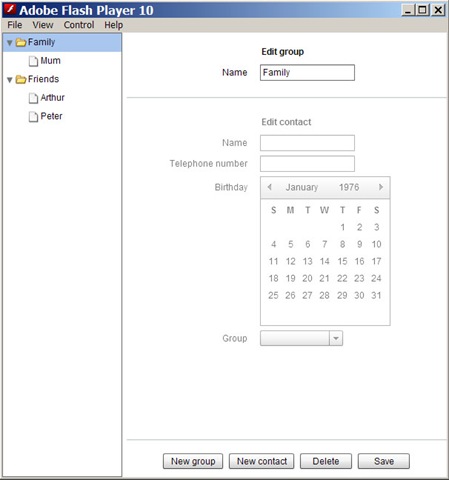 Adobe Flash Player 10
File View Control Help
Family
Mum
Friends
Arthur
Peter
Edit group
Name Family
Edit contact
Name
Telephone number
Birthday January 1976
S M T W T F S
1 2 3
4 5 6 7 8 9 10
11 12 13 14 15 16 17
18 19 20 21 22 23 24
25 26 27 28 29 30 31
Group
New group New contact Delete Save